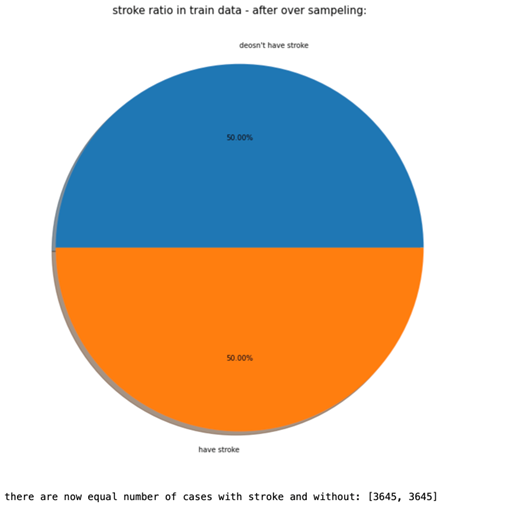 stroke ratio in train data - after over sampeling:
deosn't have stroke
50.00%
50.00%
have stroke
there are now equal number of cases with stroke and without: [3645, 3645]